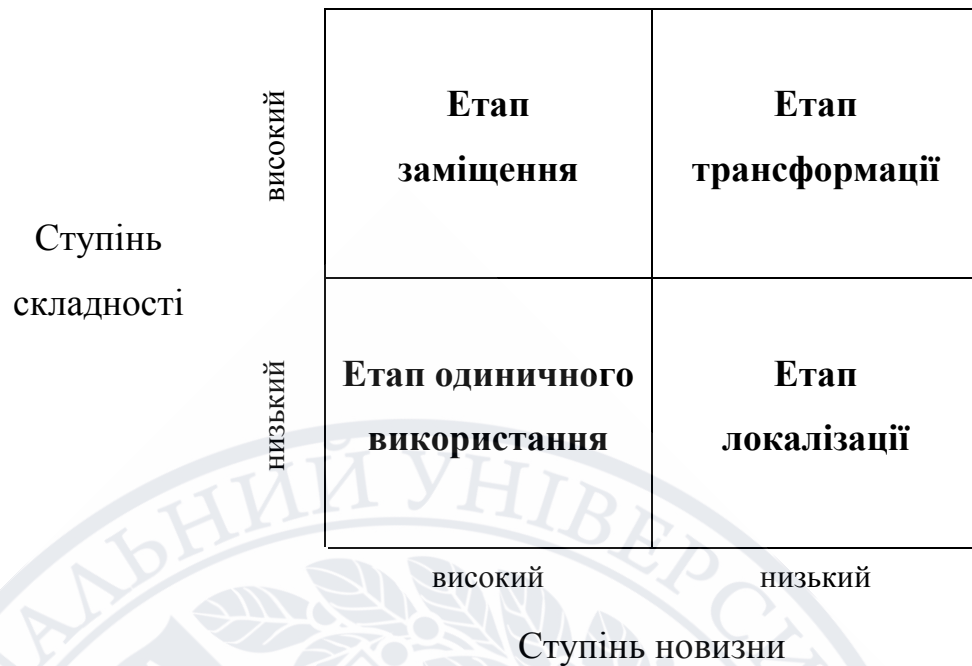 високий
Етап
заміщення
Етап
трансформації
Ступінь
складності
низький
Етап одиничного
використання
Етап
локалізації
високий
низький
Ступінь новизни